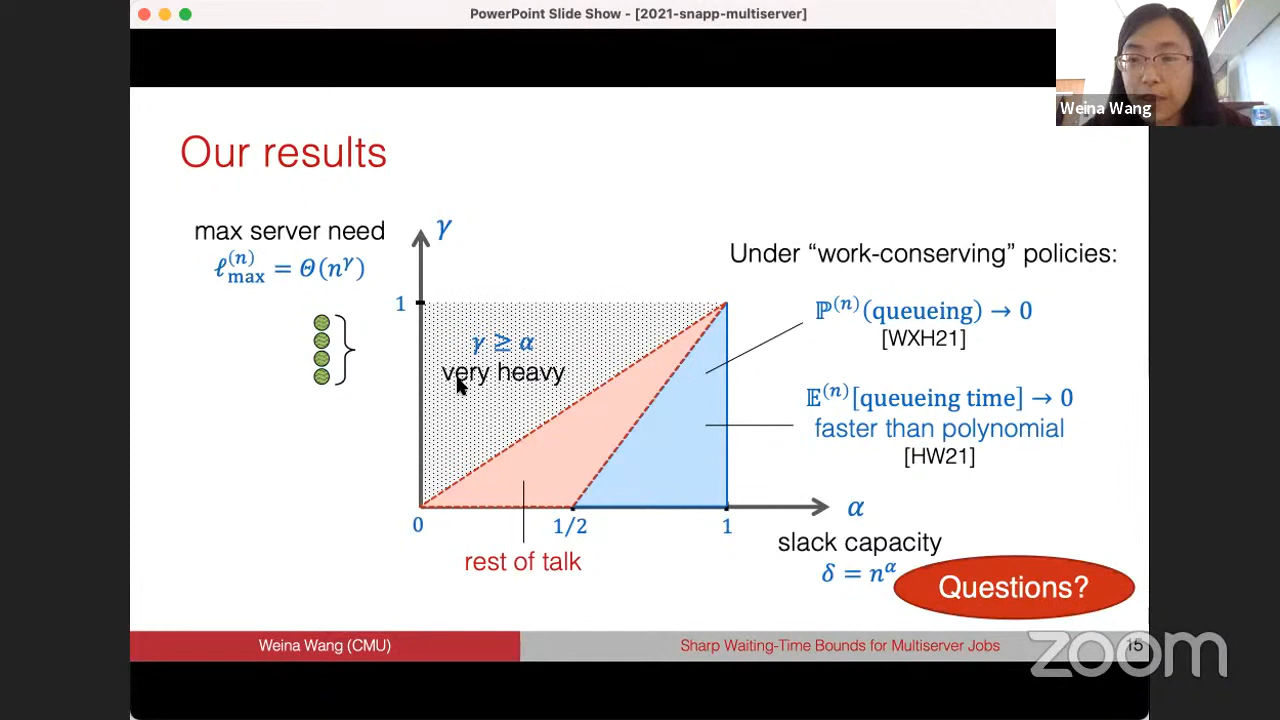 PowerPoint Slide Show - [2021-snapp-multiserver]
Weina Wang
Our results
max server need
ℓ_max^(n) = Θ(n^γ)
γ
1
γ ≥ α
very heavy
0
1/2
1
α
rest of talk
slack capacity
δ = n^α
Under “work-conserving” policies:
ℙ^(n)(queueing) → 0
[WXH21]
𝔼^(n)[queueing time] → 0
faster than polynomial
[HW21]
Questions?
Weina Wang (CMU)
Sharp Waiting-Time Bounds for Multiserver Jobs
15
zoom